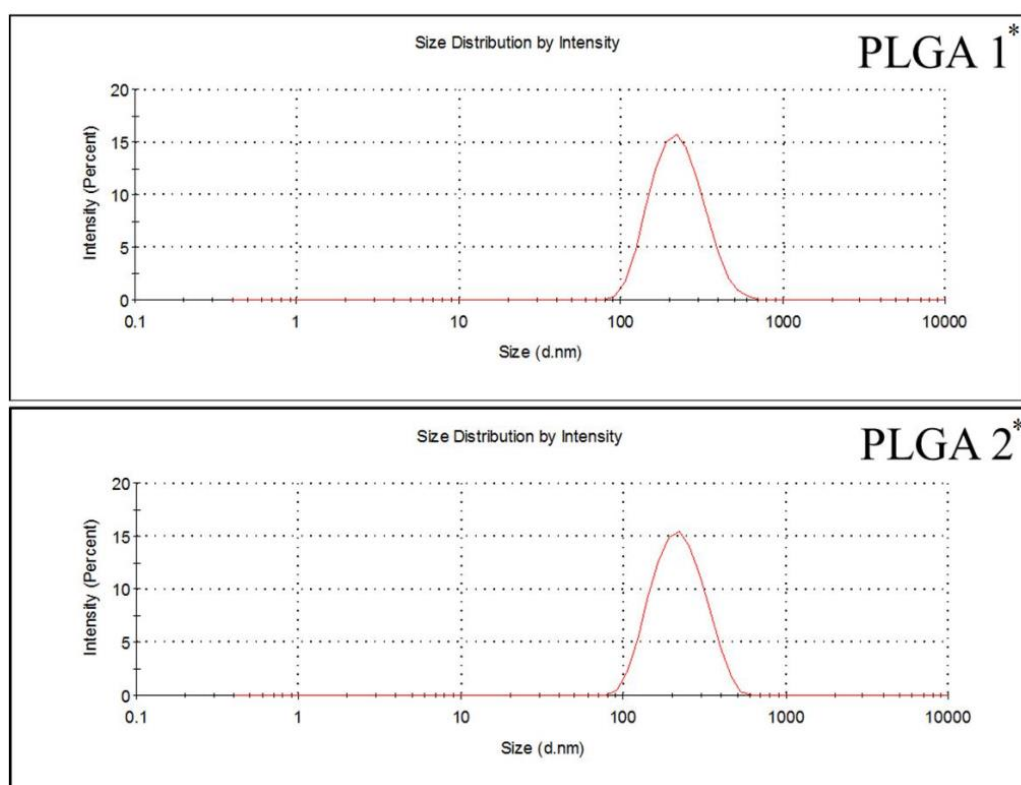 Size Distribution by Intensity
PLGA 1*
20
15
10
5
0
Intensity (Percent)
0.1 1 10 100 1000 10000
Size (d.nm)
Size Distribution by Intensity
PLGA 2*
20
15
10
5
0
Intensity (Percent)
0.1 1 10 100 1000 10000
Size (d.nm)